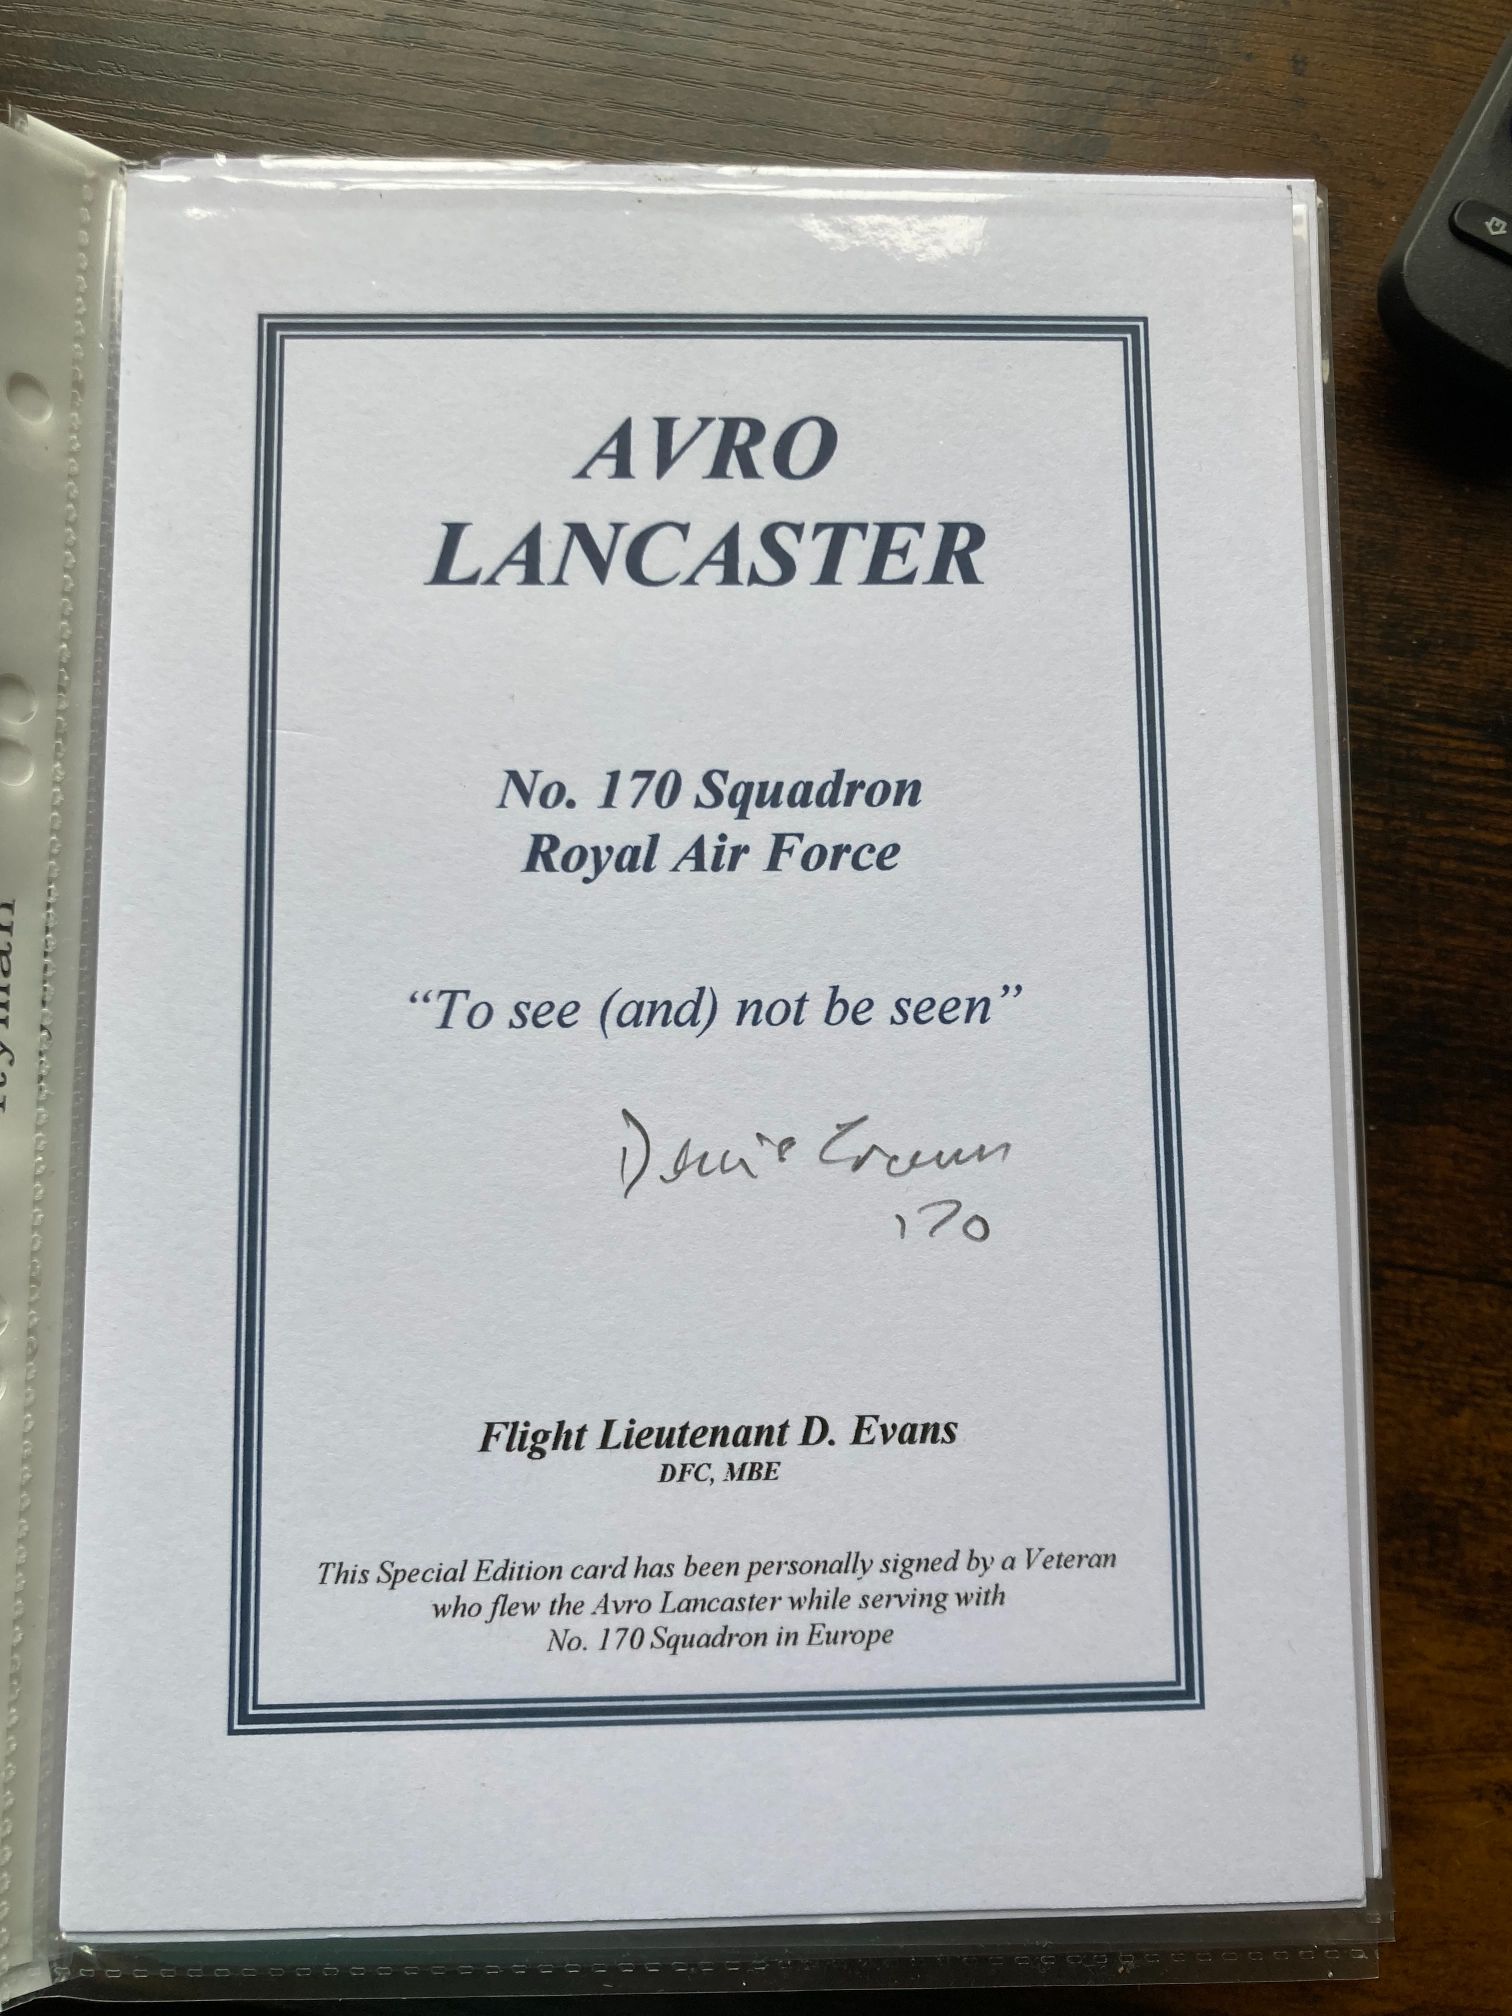 AVRO
LANCASTER
No. 170 Squadron
Royal Air Force
“To see (and) not be seen”
Denis Evans
170
Flight Lieutenant D. Evans
DFC, MBE
This Special Edition card has been personally signed by a Veteran
who flew the Avro Lancaster while serving with
No. 170 Squadron in Europe